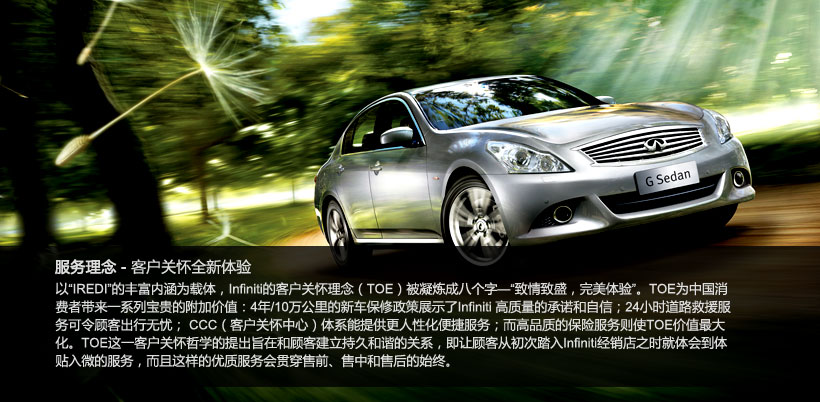 G Sedan
服务理念 - 客户关怀全新体验
以“IREDI”的丰富内涵为载体，Infiniti的客户关怀理念（TOE）被凝炼成八个字—“致情致盛，完美体验”。TOE为中国消
费者带来一系列宝贵的附加价值：4年/10万公里的新车保修政策展示了Infiniti 高质量的承诺和自信；24小时道路救援服
务可令顾客出行无忧； CCC（客户关怀中心）体系能提供更人性化便捷服务；而高品质的保险服务则使TOE价值最大
化。TOE这一客户关怀哲学的提出旨在和顾客建立持久和谐的关系，即让顾客从初次踏入Infiniti经销店之时就体会到体
贴入微的服务，而且这样的优质服务会贯穿售前、售中和售后的始终。